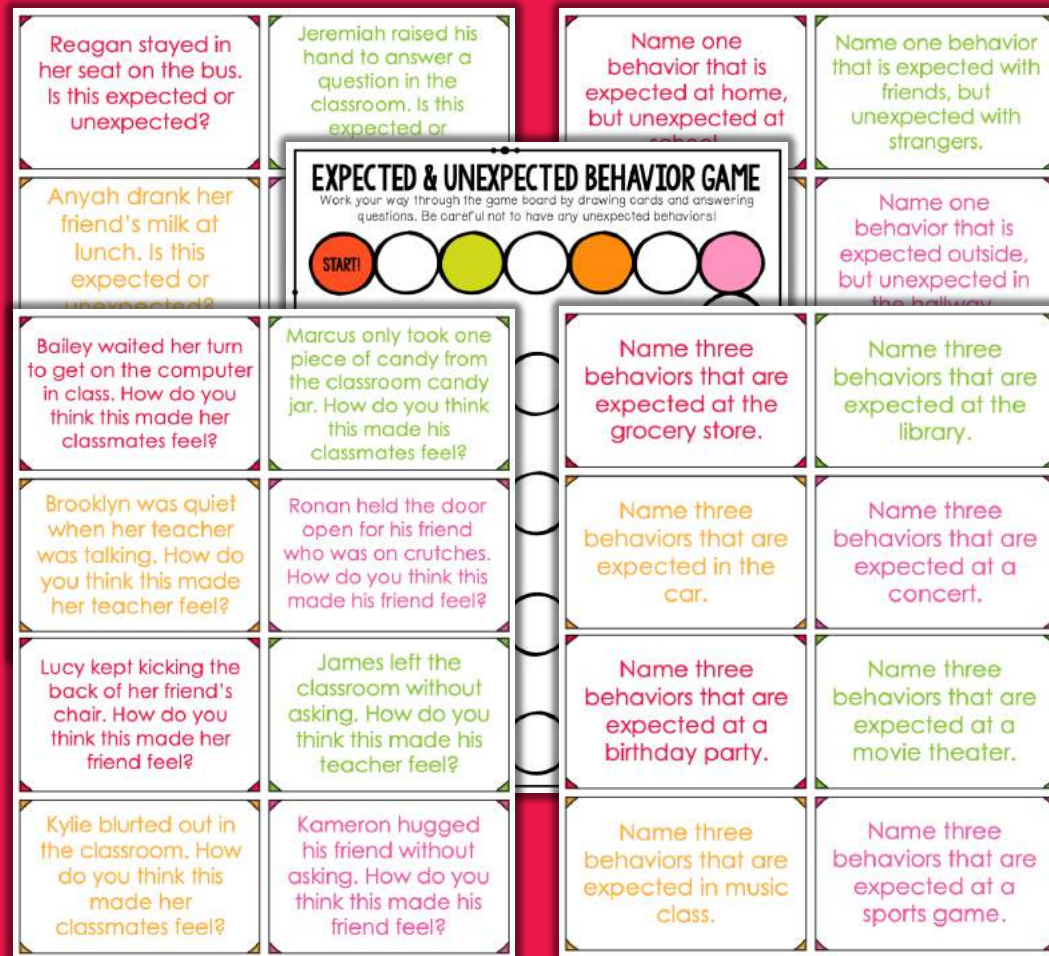 Reagan stayed in
her seat on the bus.
Is this expected or
unexpected?
Jeremiah raised his
hand to answer a
question in the
classroom. Is this
expected or
Anyah drank her
friend's milk at
lunch. Is this
expected or
unexpected?
Name one
behavior that is
expected at home,
but unexpected at
school.
Name one behavior
that is expected with
friends, but
unexpected with
strangers.
Name one
behavior that is
expected outside,
but unexpected in
the hallway.
EXPECTED & UNEXPECTED BEHAVIOR GAME
Work your way through the game board by drawing cards and answering
questions. Be careful not to have any unexpected behaviors!
START!
Bailey waited her turn
to get on the computer
in class. How do you
think this made her
classmates feel?
Marcus only took one
piece of candy from
the classroom candy
jar. How do you think
this made his
classmates feel?
Brooklyn was quiet
when her teacher
was talking. How do
you think this made
her teacher feel?
Ronan held the door
open for his friend
who was on crutches.
How do you think this
made his friend feel?
Lucy kept kicking the
back of her friend's
chair. How do you
think this made her
friend feel?
James left the
classroom without
asking. How do you
think this made his
teacher feel?
Kylie blurted out in
the classroom. How
do you think this
made her
classmates feel?
Kameron hugged
his friend without
asking. How do you
think this made his
friend feel?
Name three
behaviors that are
expected at the
grocery store.
Name three
behaviors that are
expected at the
library.
Name three
behaviors that are
expected in the
car.
Name three
behaviors that are
expected at a
concert.
Name three
behaviors that are
expected at a
birthday party.
Name three
behaviors that are
expected at a
movie theater.
Name three
behaviors that are
expected in music
class.
Name three
behaviors that are
expected at a
sports game.